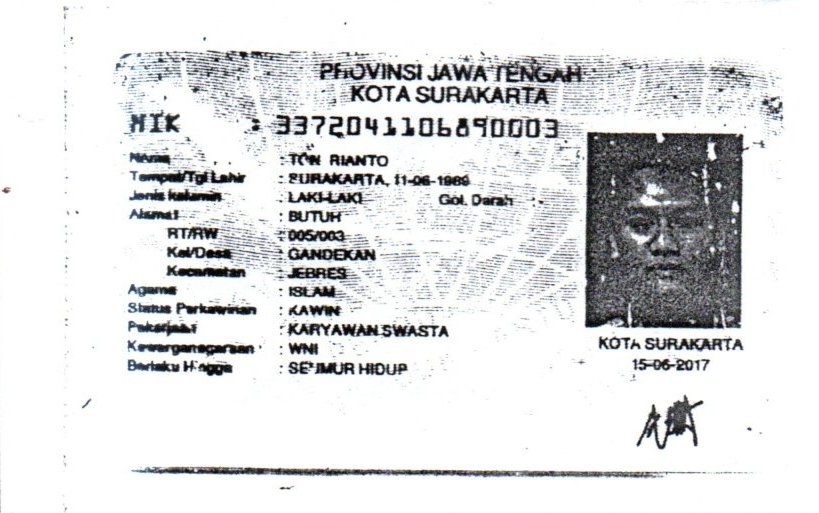 PROVINSI JAWA TENGAH
KOTA SURAKARTA
NIK : 3372041106890003
Nama : RIANTO
Tempat/Tgl Lahir : SURAKARTA, 11-06-1989
Jenis kelamin : LAKI-LAKI Gol. Darah : -
Alamat : BUTUH
RT/RW : 005/003
Kel/Desa : GANDEKAN
Kecamatan : JEBRES
Agama : ISLAM
Status Perkawinan : KAWIN
Pekerjaan : KARYAWAN SWASTA
Kewarganegaraan : WNI
Berlaku Hingga : SEUMUR HIDUP
KOTA SURAKARTA
15-06-2017